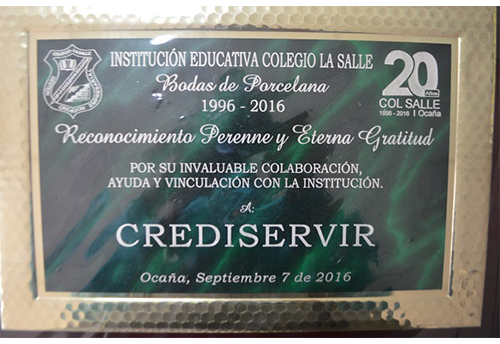 INSTITUCIÓN EDUCATIVA COLEGIO LA SALLE
Bodas de Porcelana
1996 - 2016
20 Años
COL SALLE
1996 - 2016 | Ocaña
Reconocimiento Perenne y Eterna Gratitud
POR SU INVALUABLE COLABORACIÓN,
AYUDA Y VINCULACIÓN CON LA INSTITUCIÓN.
A:
CREDISERVIR
Ocaña, Septiembre 7 de 2016